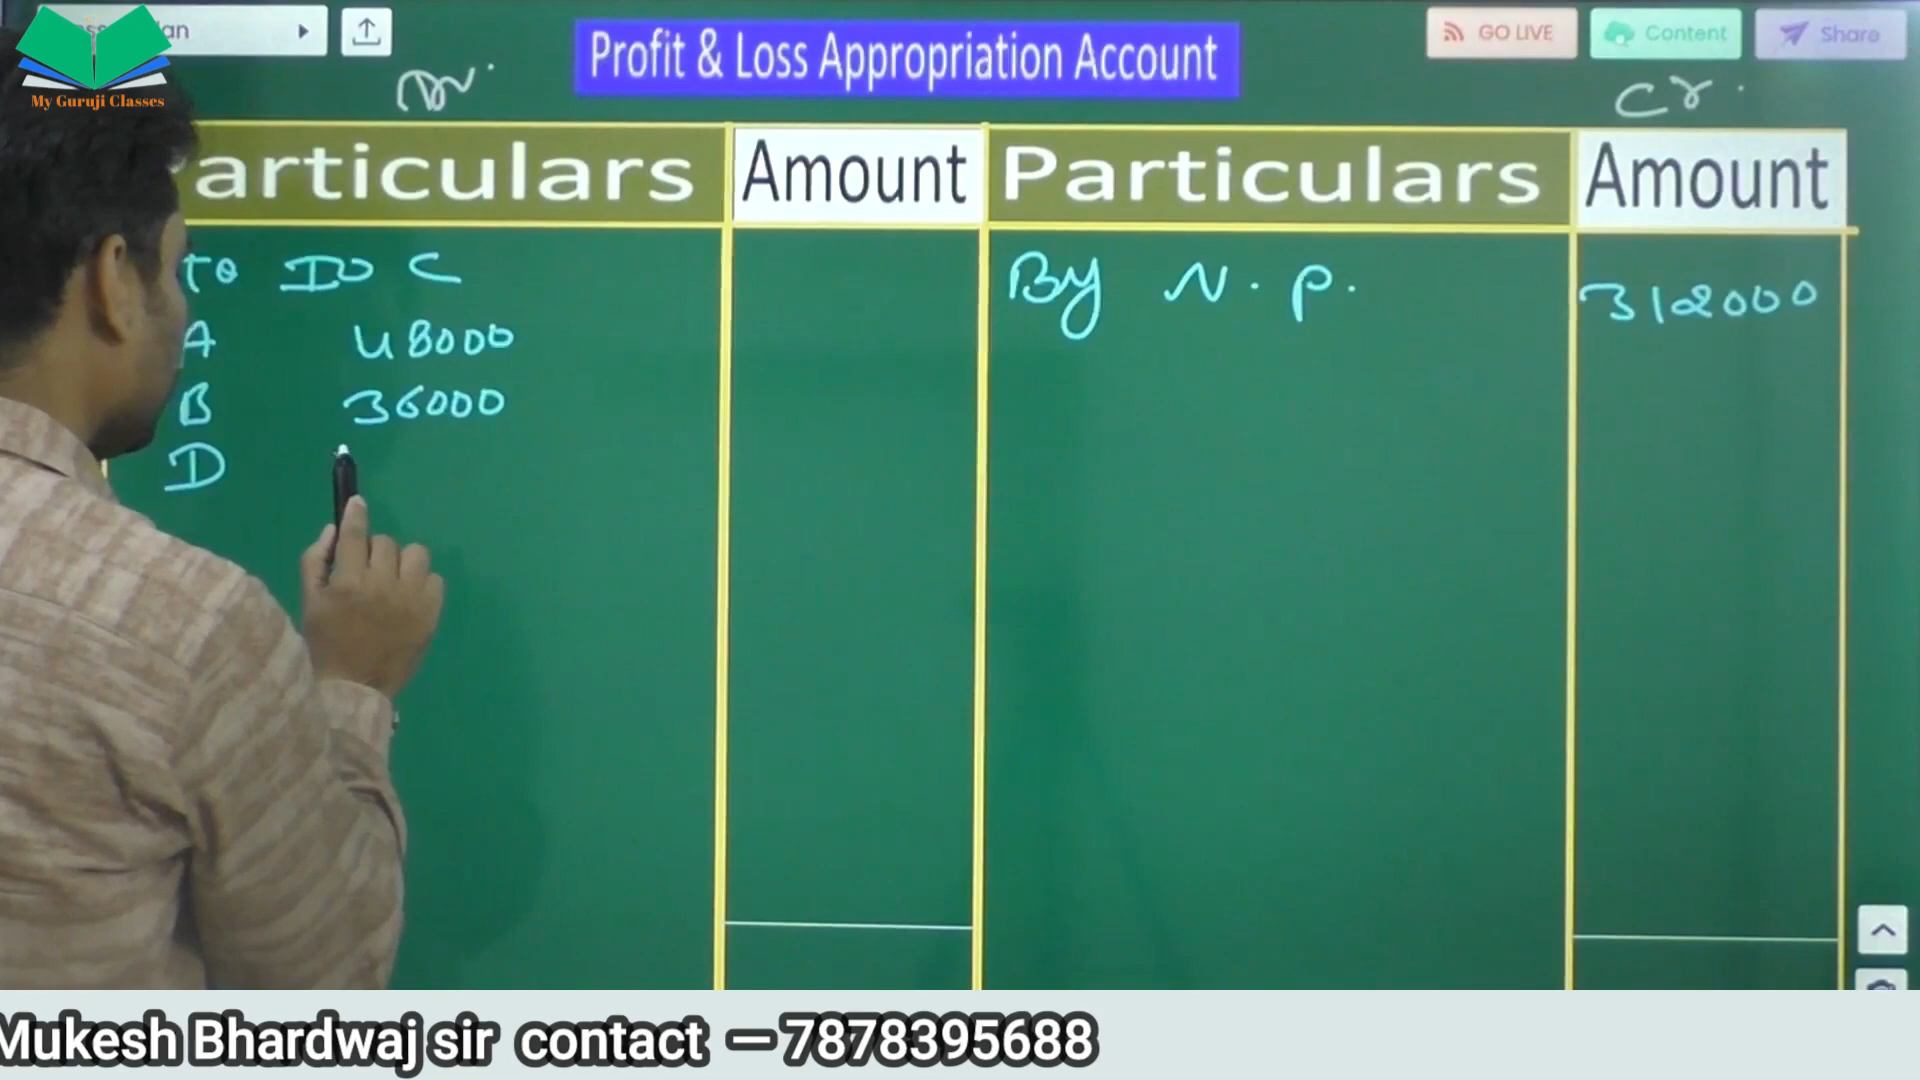 an
My Guruji Classes
Profit & Loss Appropriation Account
GO LIVE
Content
Share
Dr.
Cr.
articulars Amount Particulars Amount
To IOC
By N.P. 312000
A 48000
B 36000
D
Mukesh Bhardwaj sir contact – 7878395688